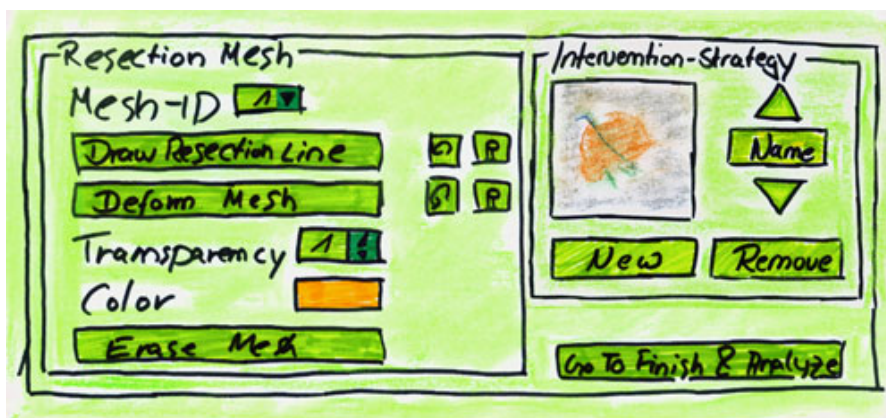 Resection Mesh
Mesh-ID 1
Draw Resection Line R
Deform Mesh R
Transparency 1
Color
Erase Mesh
Intervention-Strategy
Name
New Remove
Go To Finish & Analyze